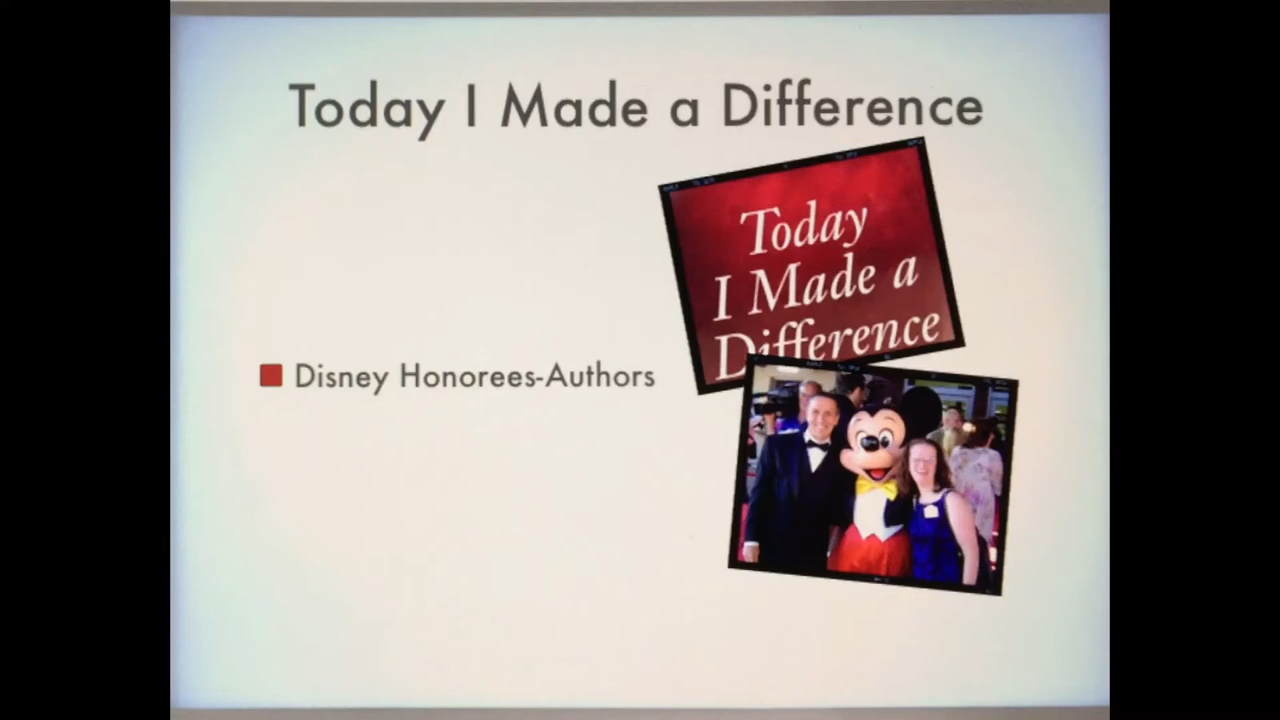 Today I Made a Difference
Today
I Made a
Difference
Disney Honorees-Authors